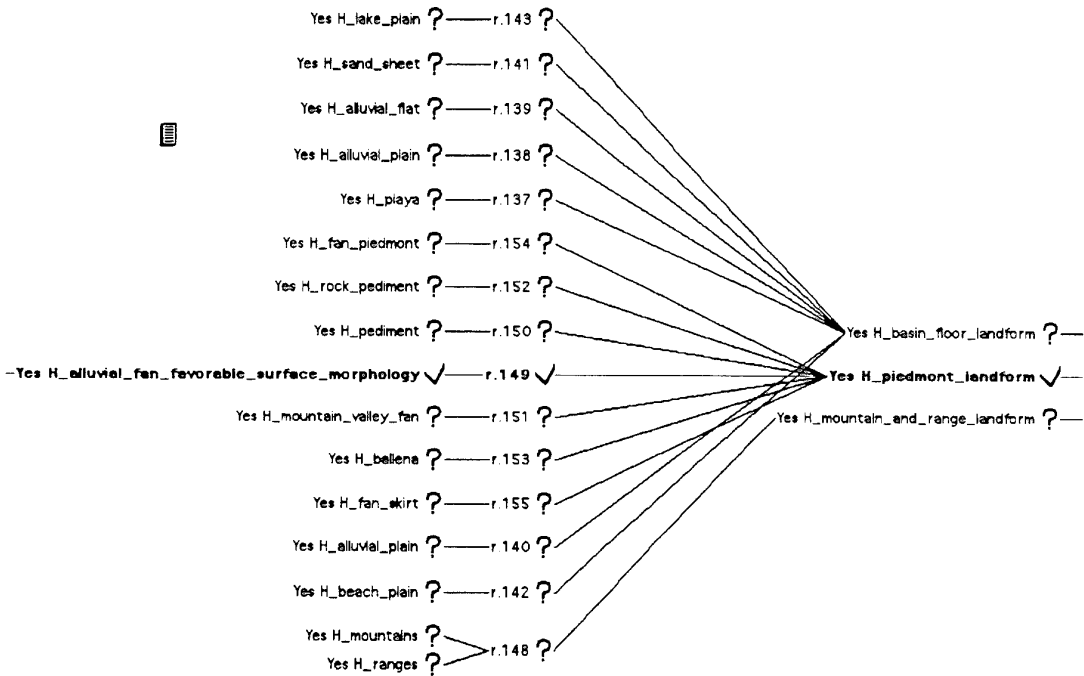 Yes H_lake_plain ? r.143 ?
Yes H_sand_sheet ? r.141 ?
Yes H_alluvial_flat ? r.139 ?
Yes H_alluvial_plain ? r.138 ?
Yes H_playa ? r.137 ?
Yes H_fan_piedmont ? r.154 ?
Yes H_rock_pediment ? r.152 ?
Yes H_pediment ? r.150 ?
Yes H_basin_floor_landform ?
Yes H_alluvial_fan_favorable_surface_morphology ✓ r.149 ✓ Yes H_piedmont_landform ✓
Yes H_mountain_valley_fan ? r.151 ? Yes H_mountain_and_range_landform ?
Yes H_ballena ? r.153 ?
Yes H_fan_skirt ? r.155 ?
Yes H_alluvial_plain ? r.140 ?
Yes H_beach_plain ? r.142 ?
Yes H_mountains ?
r.148 ?
Yes H_ranges ?